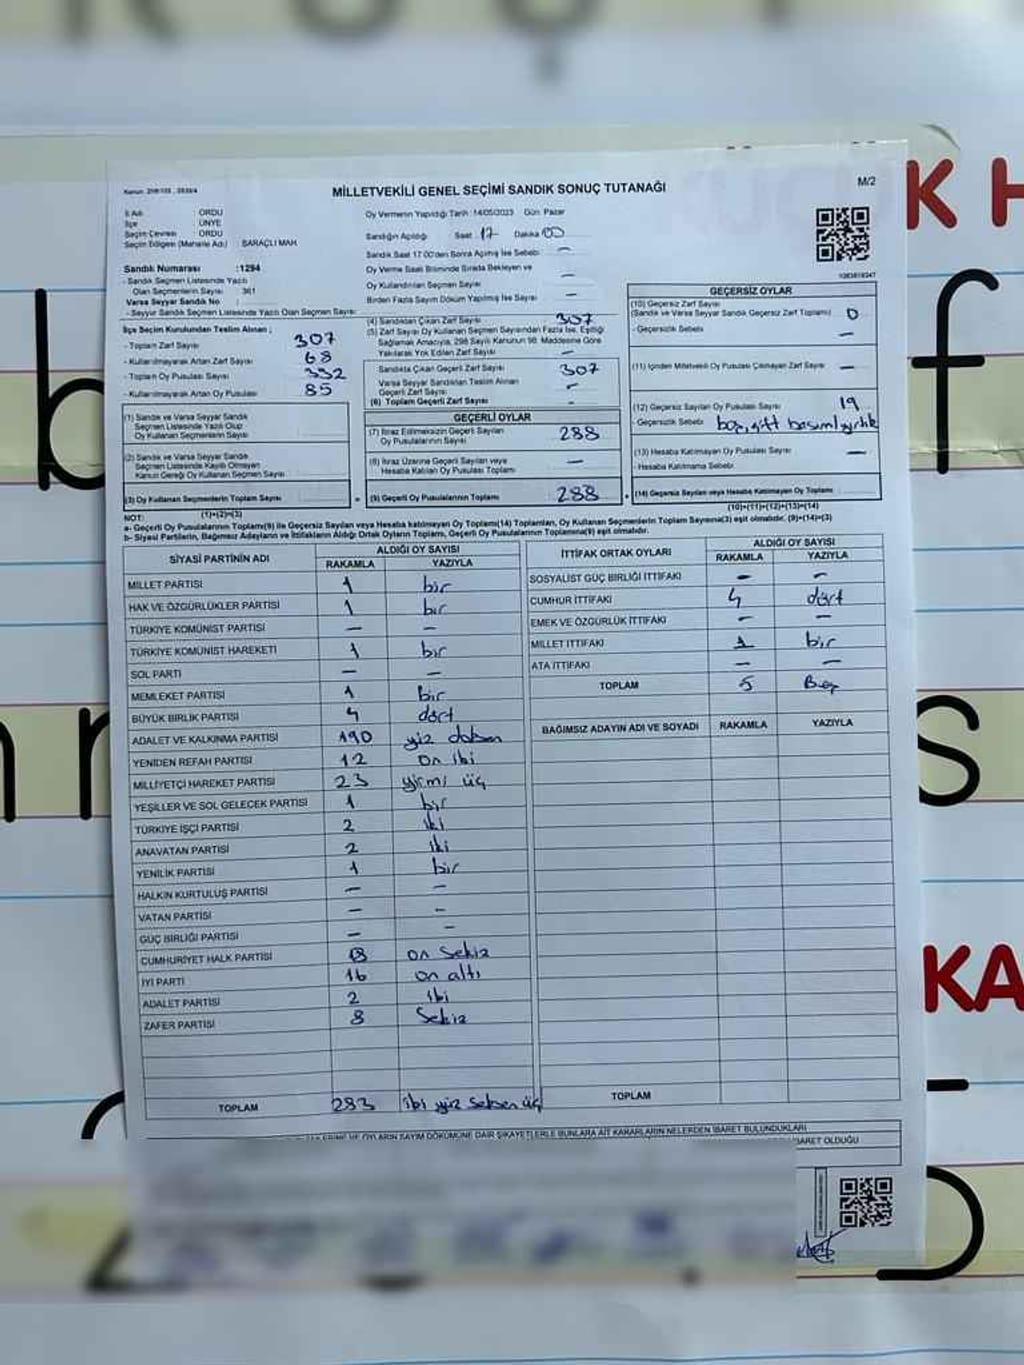 K H
b
f
s
KA
Kanun: 298/105 , 2839/4
MİLLETVEKİLİ GENEL SEÇİMİ SANDIK SONUÇ TUTANAĞI
M/2
İl Adı : ORDU
İlçe : ÜNYE
Seçim Çevresi : ORDU
Seçim Bölgesi (Mahalle Adı) : SARAÇLI MAH.
Oy Vermenin Yapıldığı Tarih :14/05/2023 Gün: Pazar
Sandığın Açıldığı Saat: 17 Dakika: 00
Sandık Saat 17:00'den Sonra Açılmış İse Sebebi: -
Oy Verme Saati Bitiminde Sırada Bekleyen ve
Oy Kullandırılan Seçmen Sayısı -
Birden Fazla Sayım Döküm Yapılmış İse Sayısı -
Sandık Numarası :1294
- Sandık Seçmen Listesinde Yazılı
Olan Seçmenlerin Sayısı 361
Varsa Seyyar Sandık No :
- Seyyar Sandık Seçmen Listesinde Yazılı Olan Seçmen Sayısı:
İlçe Seçim Kurulundan Teslim Alınan ;
- Toplam Zarf Sayısı 307
- Kullanılmayarak Artan Zarf Sayısı 68
- Toplam Oy Pusulası Sayısı 332
- Kullanılmayarak Artan Oy Pusulası 85
(4) Sandıktan Çıkan Zarf Sayısı 307
(5) Zarf Sayısı Oy Kullanan Seçmen Sayısından Fazla İse, Eşitliği
Sağlamak Amacıyla, 298 Sayılı Kanunun 98. Maddesine Göre
Yakılarak Yok Edilen Zarf Sayısı -
Sandıkta Çıkan Geçerli Zarf Sayısı 307
Varsa Seyyar Sandıktan Teslim Alınan
Geçerli Zarf Sayısı -
(6) Toplam Geçerli Zarf Sayısı -
GEÇERSİZ OYLAR
(10) Geçersiz Zarf Sayısı
(Sandık ve Varsa Seyyar Sandık Geçersiz Zarf Toplamı) 0
- Geçersizlik Sebebi -
(11) İçinden Milletvekili Oy Pusulası Çıkmayan Zarf Sayısı -
(12) Geçersiz Sayılan Oy Pusulası Sayısı 19
- Geçersizlik Sebebi boş, çift basım, yırtık
(13) Hesaba Katılmayan Oy Pusulası Sayısı -
- Hesaba Katılmama Sebebi
(14) Geçersiz Sayılan veya Hesaba Katılmayan Oy Toplamı
(10)+(11)+(12)+(13)=(14)
(1) Sandık ve Varsa Seyyar Sandık
Seçmen Listesinde Yazılı Olup
Oy Kullanan Seçmenlerin Sayısı
(2) Sandık ve Varsa Seyyar Sandık
Seçmen Listesinde Kayıtlı Olmayan
Kanun Gereği Oy Kullanan Seçmen Sayısı
(3) Oy Kullanan Seçmenlerin Toplam Sayısı
(1)+(2)=(3)
GEÇERLİ OYLAR
(7) İtiraz Edilmeksizin Geçerli Sayılan
Oy Pusulalarının Sayısı 288
(8) İtiraz Üzerine Geçerli Sayılan veya
Hesaba Katılan Oy Pusulası Toplamı -
(9) Geçerli Oy Pusulalarının Toplamı 288
NOT:
a- Geçerli Oy Pusulalarının Toplamı(9) ile Geçersiz Sayılan veya Hesaba katılmayan Oy Toplamı(14) Toplamları, Oy Kullanan Seçmenlerin Toplam Sayısına(3) eşit olmalıdır. (9)+(14)=(3)
b- Siyasi Partilerin, Bağımsız Adayların ve İttifakların Aldığı Ortak Oyların Toplamı, Geçerli Oy Pusulalarının Toplamına(9) eşit olmalıdır.
SİYASİ PARTİNİN ADI ALDIĞI OY SAYISI
RAKAMLA YAZIYLA
MİLLET PARTİSİ 1 bir
HAK VE ÖZGÜRLÜKLER PARTİSİ 1 bir
TÜRKİYE KOMÜNİST PARTİSİ - -
TÜRKİYE KOMÜNİST HAREKETİ 1 bir
SOL PARTİ - -
MEMLEKET PARTİSİ 1 bir
BÜYÜK BİRLİK PARTİSİ 4 dört
ADALET VE KALKINMA PARTİSİ 190 yüz doksan
YENİDEN REFAH PARTİSİ 12 on iki
MİLLİYETÇİ HAREKET PARTİSİ 23 yirmi üç
YEŞİLLER VE SOL GELECEK PARTİSİ 1 bir
TÜRKİYE İŞÇİ PARTİSİ 2 iki
ANAVATAN PARTİSİ 2 iki
YENİLİK PARTİSİ 1 bir
HALKIN KURTULUŞ PARTİSİ - -
VATAN PARTİSİ - -
GÜÇ BİRLİĞİ PARTİSİ - -
CUMHURİYET HALK PARTİSİ 18 on sekiz
İYİ PARTİ 16 on altı
ADALET PARTİSİ 2 iki
ZAFER PARTİSİ 8 sekiz
TOPLAM 283 iki yüz seksen üç
İTTİFAK ORTAK OYLARI ALDIĞI OY SAYISI
RAKAMLA YAZIYLA
SOSYALİST GÜÇ BİRLİĞİ İTTİFAKI - -
CUMHUR İTTİFAKI 4 dört
EMEK VE ÖZGÜRLÜK İTTİFAKI - -
MİLLET İTTİFAKI 1 bir
ATA İTTİFAKI - -
TOPLAM 5 Beş
BAĞIMSIZ ADAYIN ADI VE SOYADI RAKAMLA YAZIYLA
TOPLAM
OYLARIN SAYIM DÖKÜMÜNE DAİR ŞİKAYETLERLE BUNLARA AİT KARARLARIN NELERDEN İBARET BULUNDUKLARI
İBARET OLDUĞU